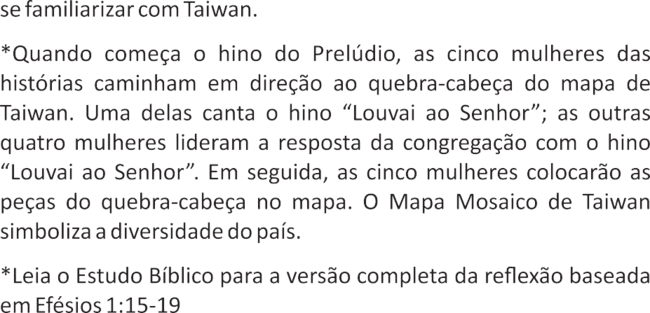 se familiarizar com Taiwan.
*Quando começa o hino do Prelúdio, as cinco mulheres das
histórias caminham em direção ao quebra-cabeça do mapa de
Taiwan. Uma delas canta o hino “Louvai ao Senhor”; as outras
quatro mulheres lideram a resposta da congregação com o hino
“Louvai ao Senhor”. Em seguida, as cinco mulheres colocarão as
peças do quebra-cabeça no mapa. O Mapa Mosaico de Taiwan
simboliza a diversidade do país.
*Leia o Estudo Bíblico para a versão completa da reflexão baseada
em Efésios 1:15-19